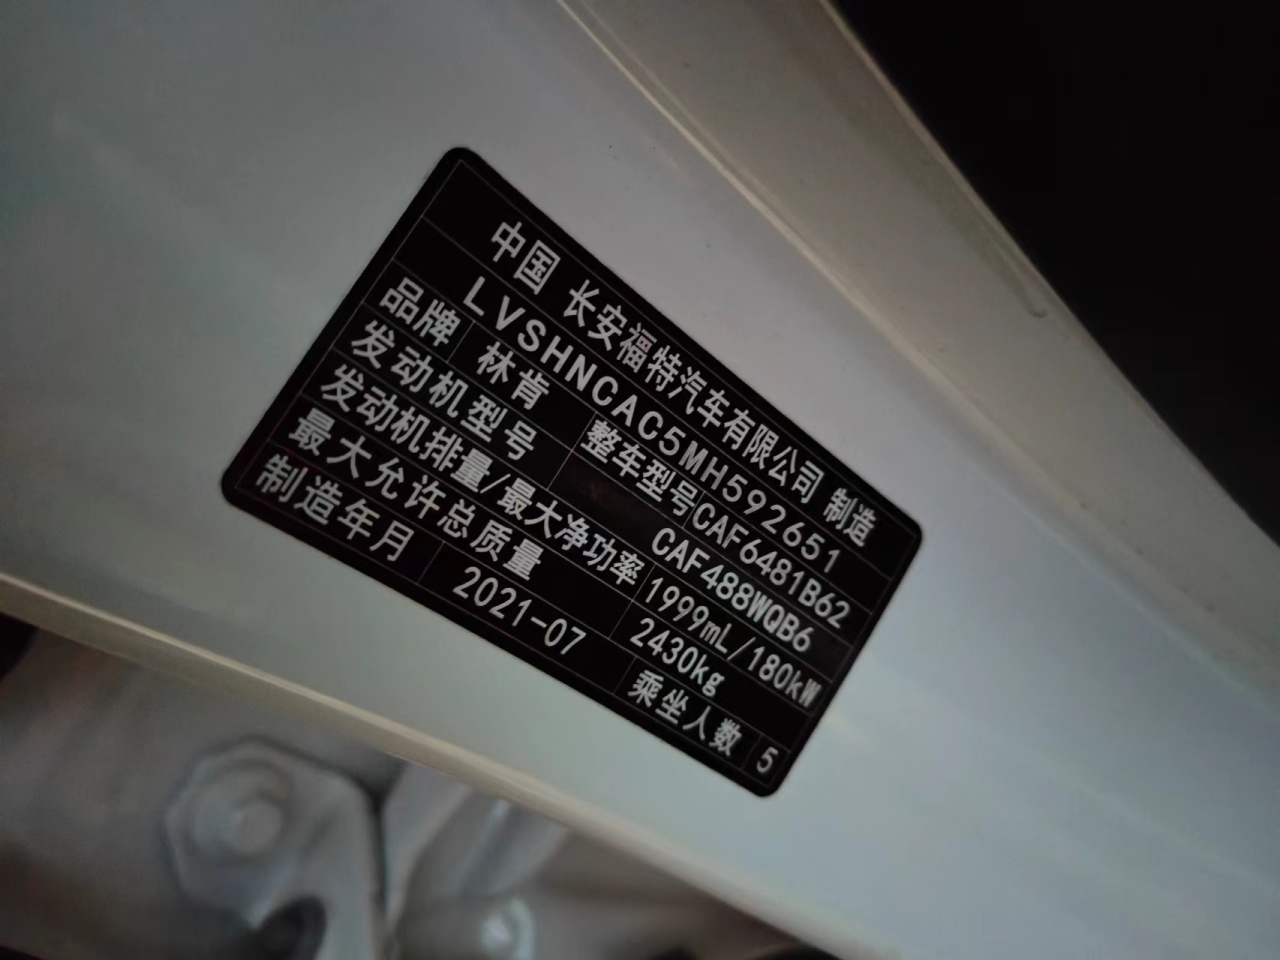 中国 长安福特汽车有限公司 制造
LVSHNCAC5MH592651
品牌 林肯 整车型号 CAF6481B62
发动机型号 CAF488WQB6
发动机排量/最大净功率 1999mL/180kW
最大允许总质量 2430kg
制造年月 2021-07 乘坐人数 5